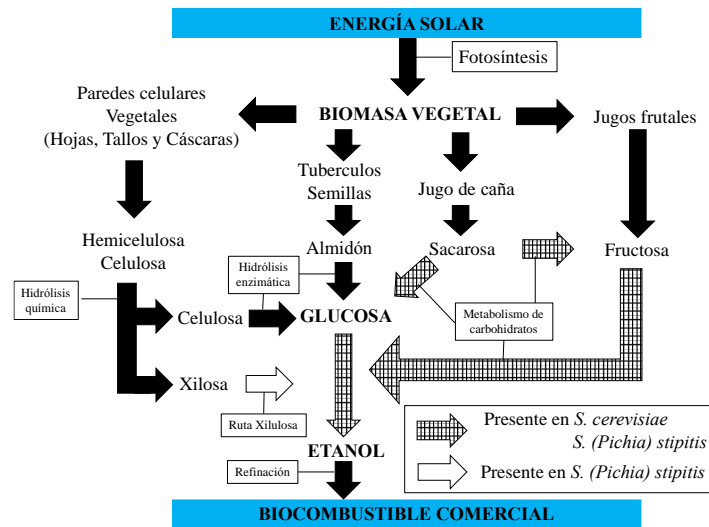 ENERGÍA SOLAR
Fotosíntesis
Paredes celulares
Vegetales
(Hojas, Tallos y Cáscaras)
BIOMASA VEGETAL
Jugos frutales
Tuberculos
Semillas
Jugo de caña
Hemicelulosa
Celulosa
Almidón
Sacarosa
Fructosa
Hidrólisis
química
Hidrólisis
enzimática
Celulosa
GLUCOSA
Metabolismo de
carbohidratos
Xilosa
Ruta Xilulosa
Presente en S. cerevisiae
S. (Pichia) stipitis
Presente en S. (Pichia) stipitis
ETANOL
Refinación
BIOCOMBUSTIBLE COMERCIAL